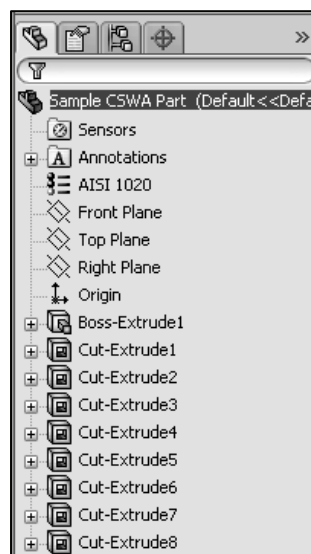 »
Sample CSWA Part (Default<<Defa
Sensors
A Annotations
AISI 1020
Front Plane
Top Plane
Right Plane
Origin
Boss-Extrude1
Cut-Extrude1
Cut-Extrude2
Cut-Extrude3
Cut-Extrude4
Cut-Extrude5
Cut-Extrude6
Cut-Extrude7
Cut-Extrude8